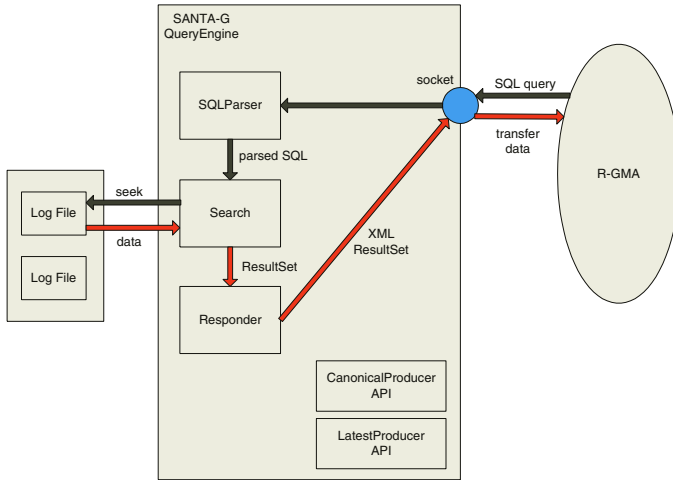 SANTA-G
QueryEngine
socket
SQL query
SQLParser
transfer
data
parsed SQL
R-GMA
seek
Log File
Search
data
XML
ResultSet
ResultSet
Log File
Responder
CanonicalProducer
API
LatestProducer
API